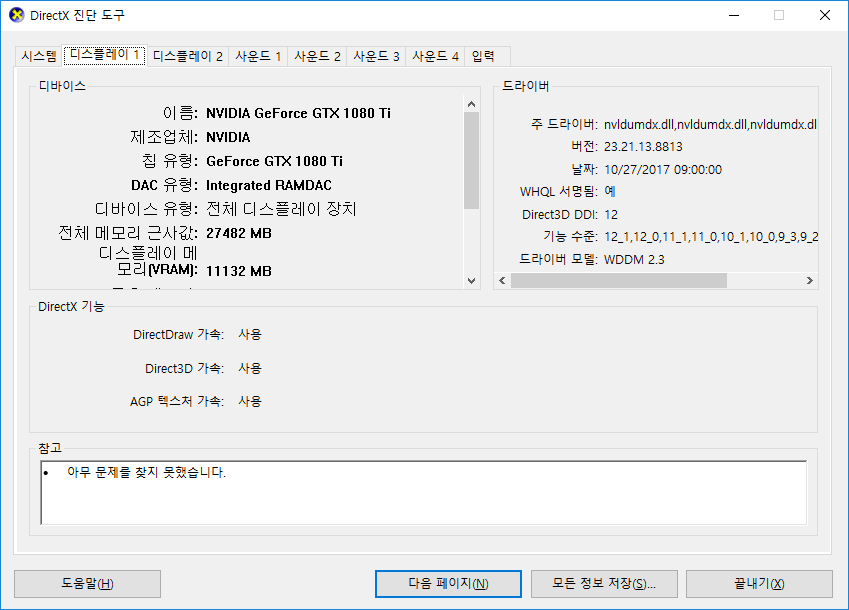 DirectX 진단 도구
시스템 디스플레이 1 디스플레이 2 사운드 1 사운드 2 사운드 3 사운드 4 입력
디바이스
이름: NVIDIA GeForce GTX 1080 Ti
제조업체: NVIDIA
칩 유형: GeForce GTX 1080 Ti
DAC 유형: Integrated RAMDAC
디바이스 유형: 전체 디스플레이 장치
전체 메모리 근사값: 27482 MB
디스플레이 메
모리(VRAM): 11132 MB
드라이버
주 드라이버: nvldumdx.dll,nvldumdx.dll,nvldumdx.dl
버전: 23.21.13.8813
날짜: 10/27/2017 09:00:00
WHQL 서명됨: 예
Direct3D DDI: 12
기능 수준: 12_1,12_0,11_1,11_0,10_1,10_0,9_3,9_2
드라이버 모델: WDDM 2.3
DirectX 기능
DirectDraw 가속: 사용
Direct3D 가속: 사용
AGP 텍스처 가속: 사용
참고
• 아무 문제를 찾지 못했습니다.
도움말(H) 다음 페이지(N) 모든 정보 저장(S)... 끝내기(X)